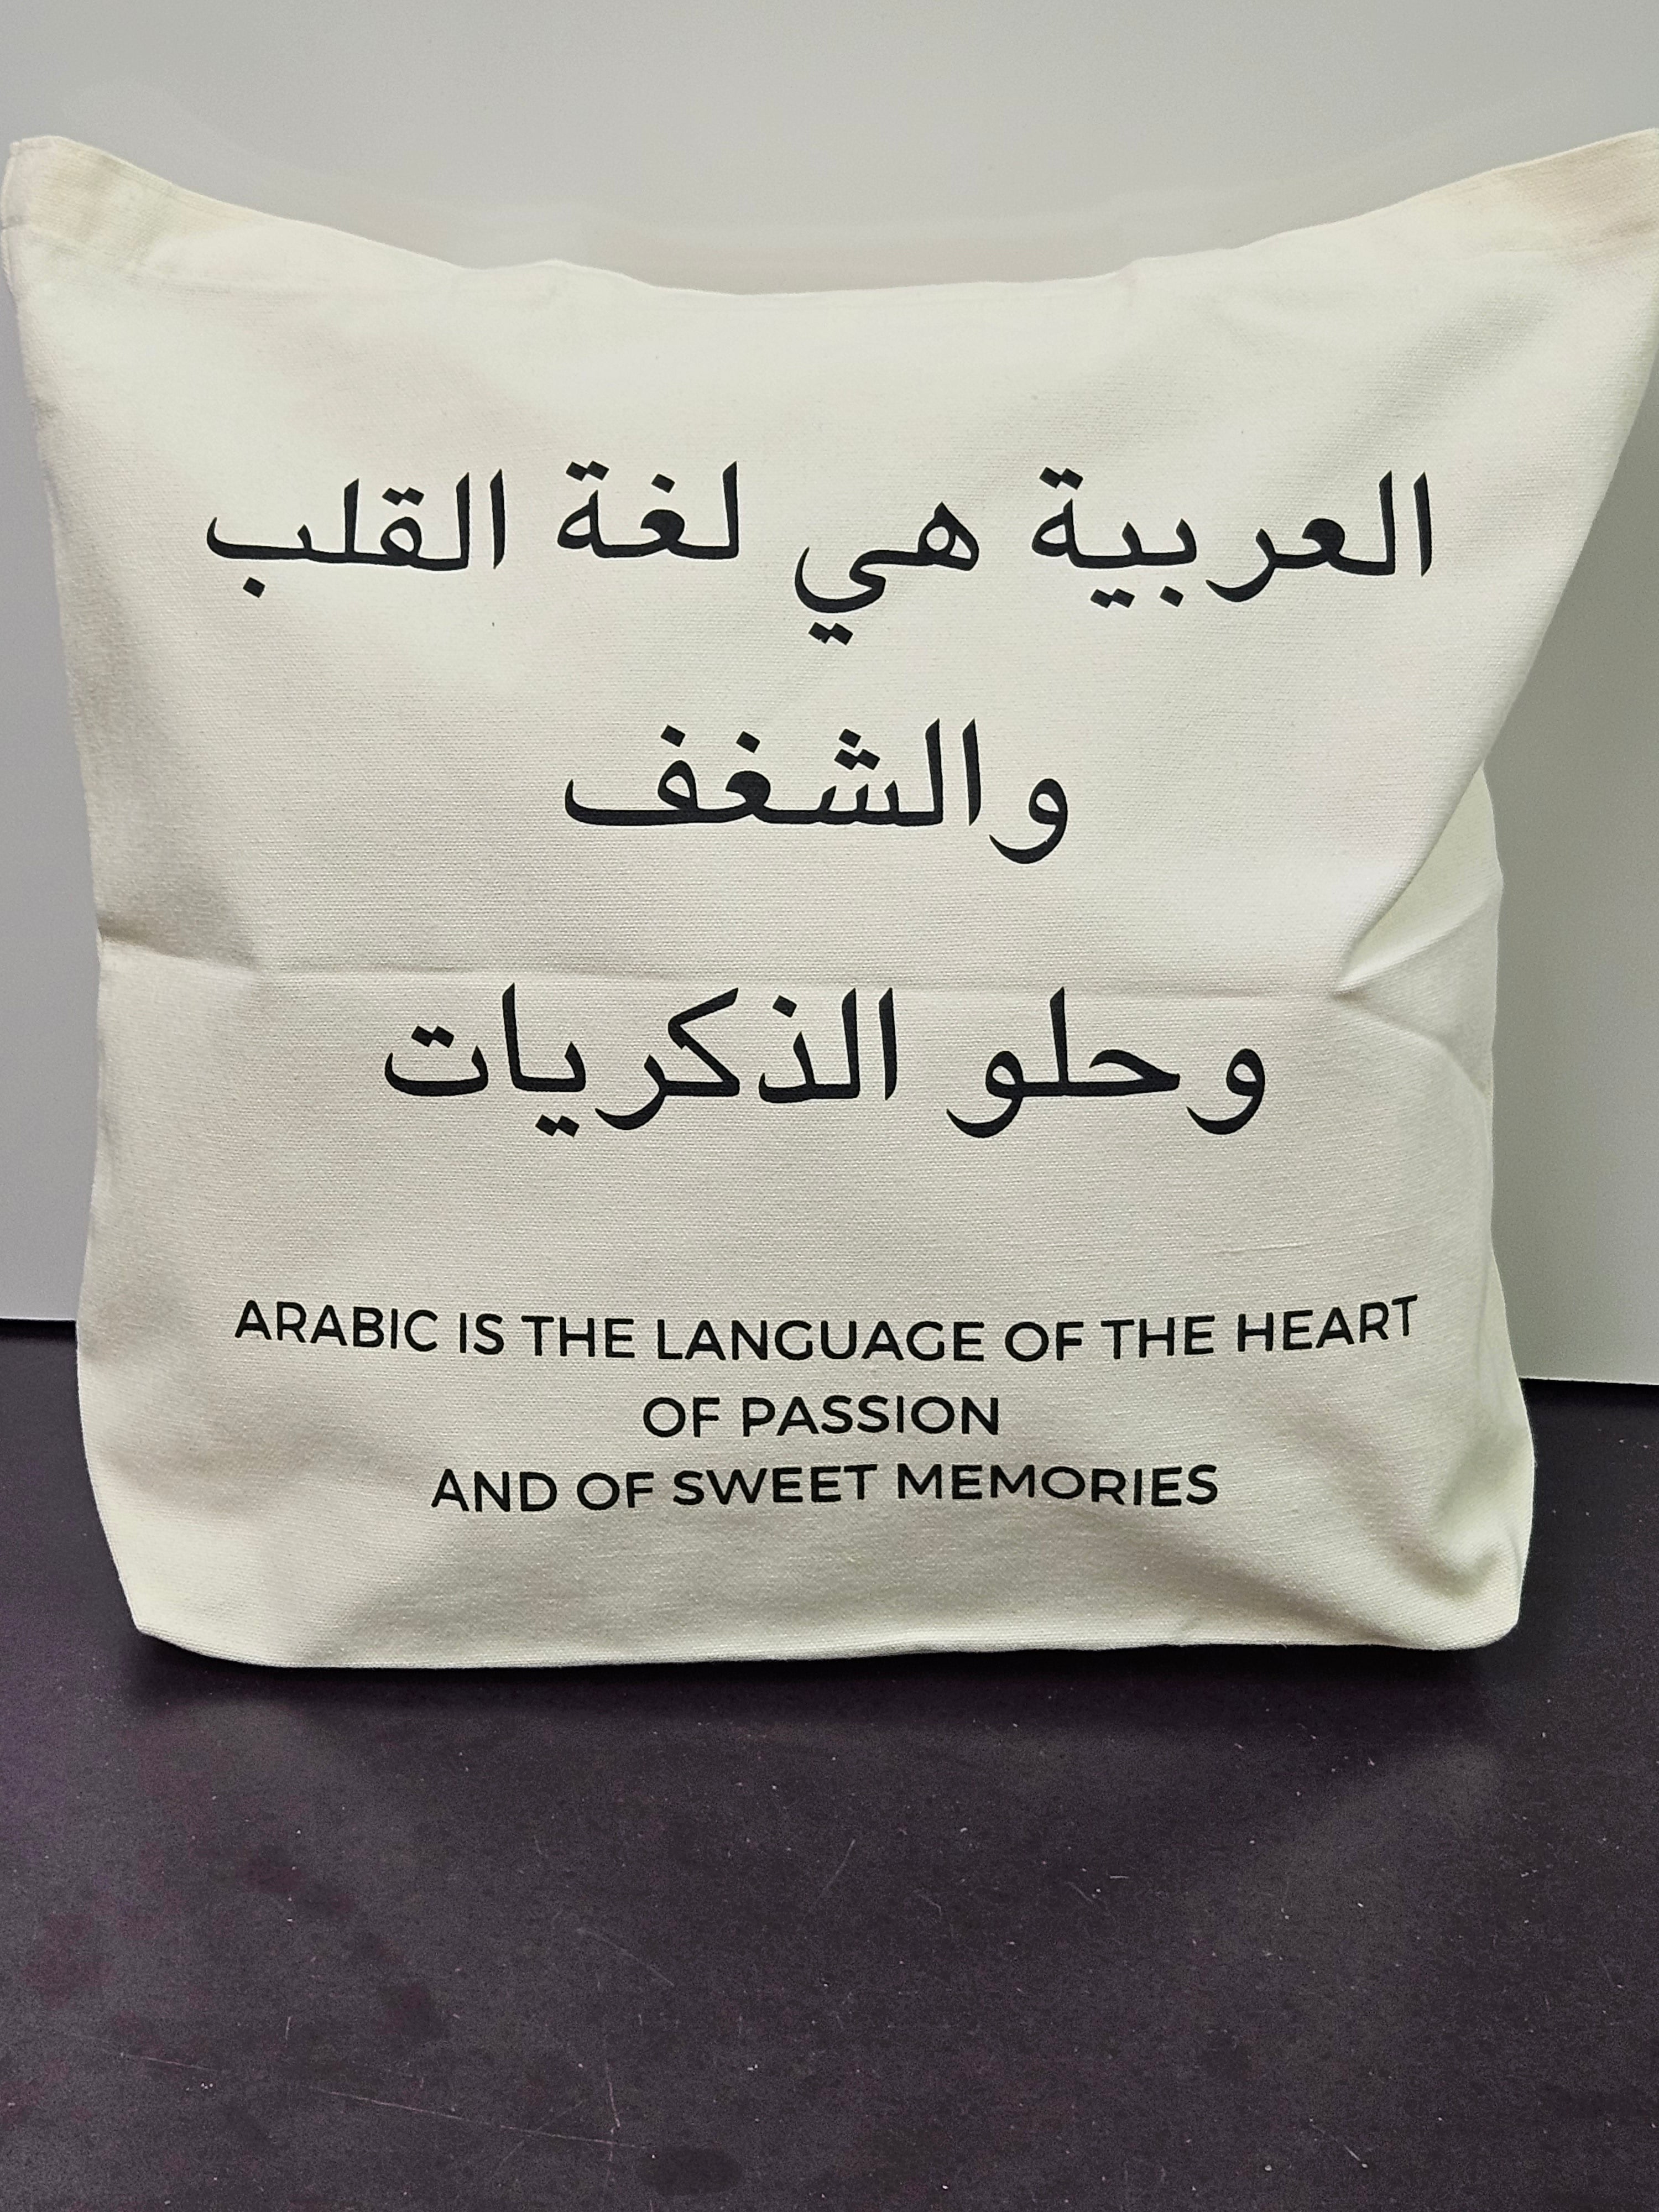 العربية هي لغة القلب
والشغف
وحلو الذكريات
ARABIC IS THE LANGUAGE OF THE HEART
OF PASSION
AND OF SWEET MEMORIES